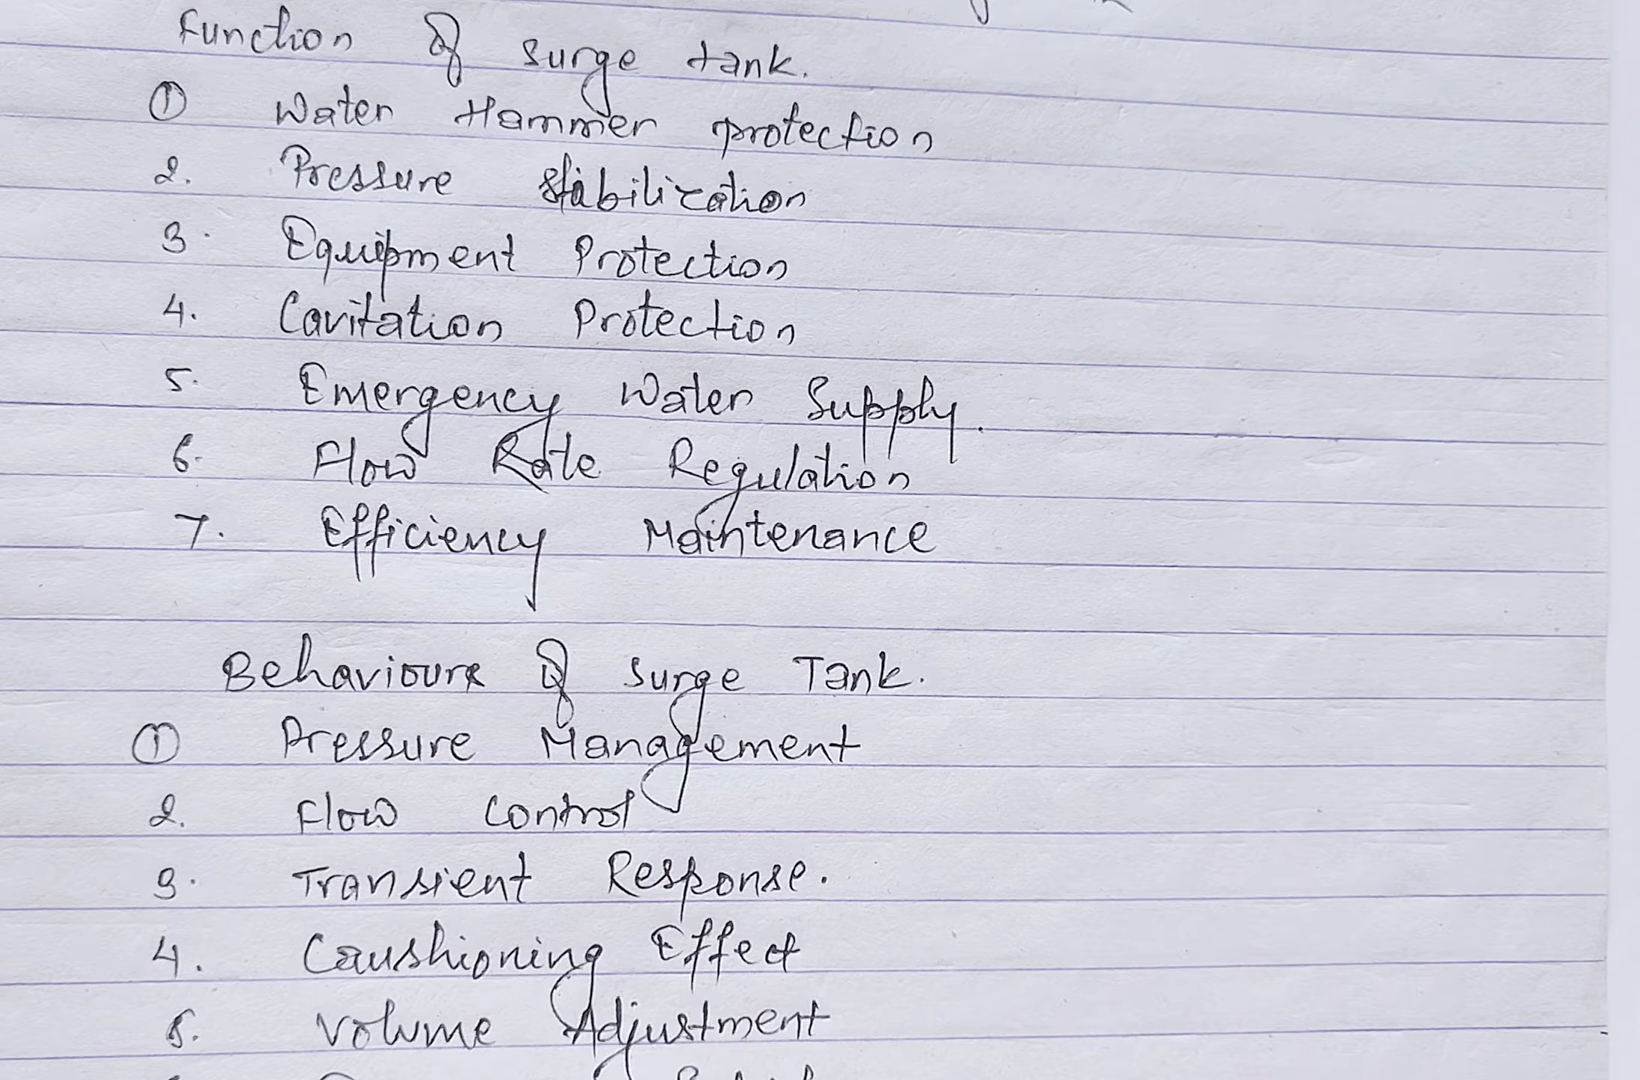 Function of surge tank.
① Water Hammer protection
2. Pressure stabilization
3. Equipment Protection
4. Cavitation Protection
5. Emergency Water Supply.
6. Flow Rate Regulation
7. Efficiency Maintenance
Behavioure of surge Tank.
① Pressure Management
2. Flow control
3. Transient Response.
4. Caushioning Effect
5. Volume Adjustment